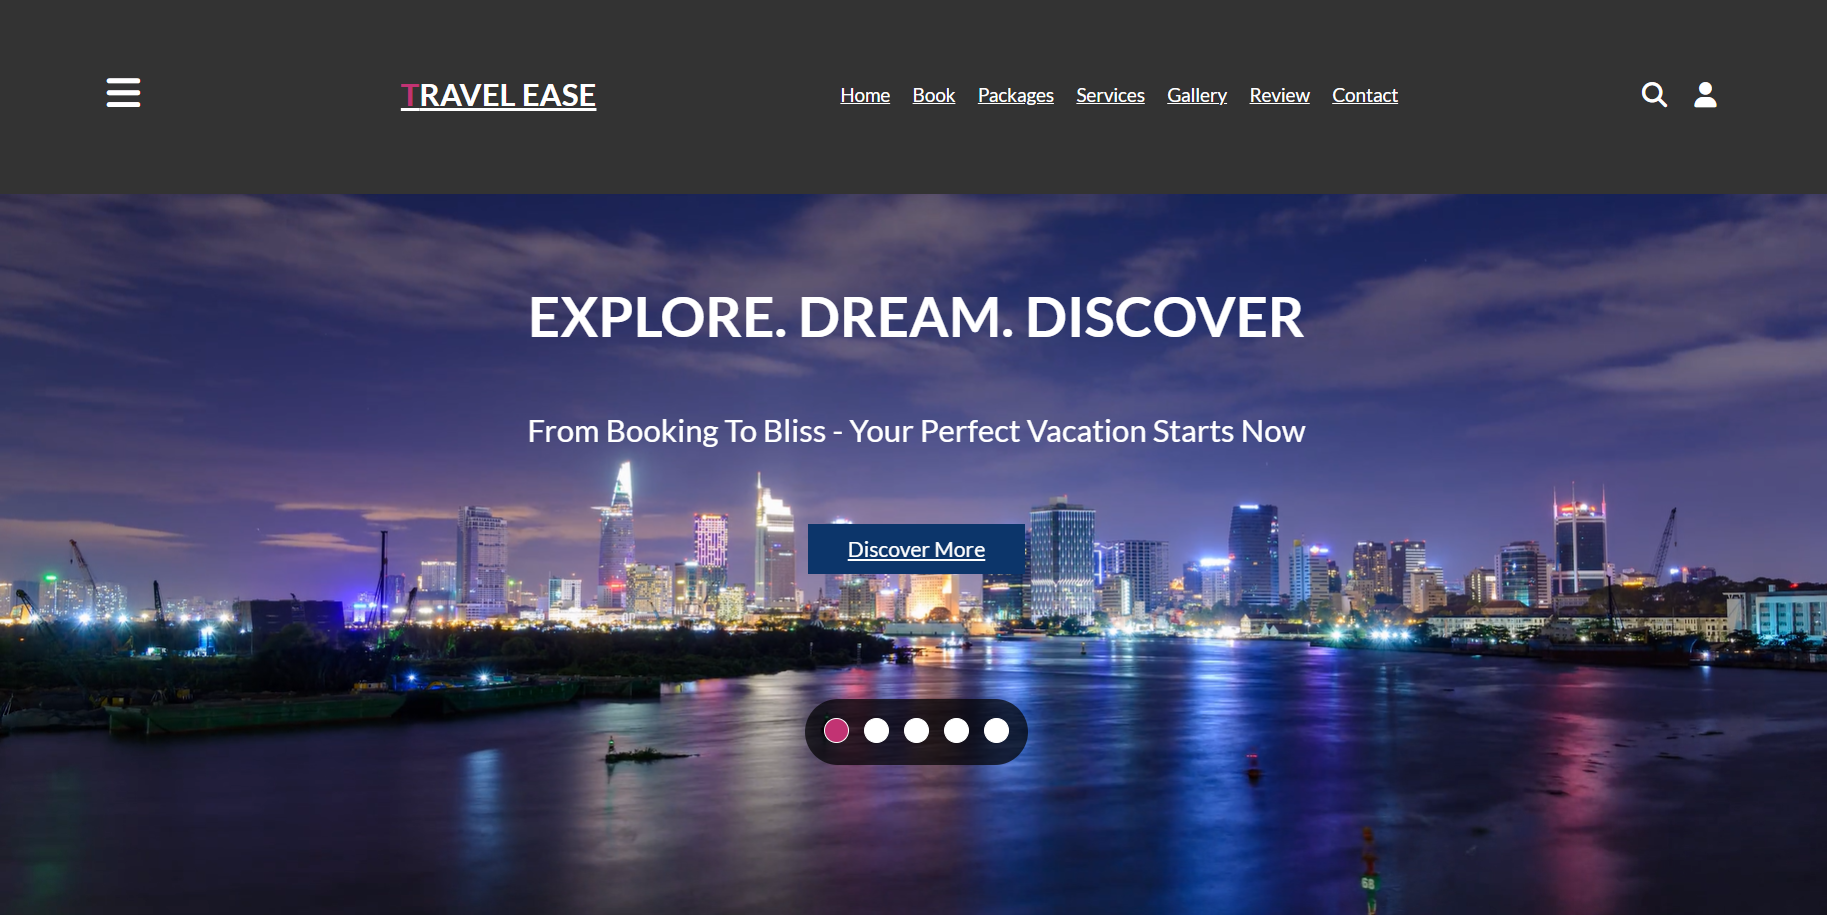 TRAVEL EASE
Home Book Packages Services Gallery Review Contact
EXPLORE. DREAM. DISCOVER
From Booking To Bliss - Your Perfect Vacation Starts Now
Discover More
68